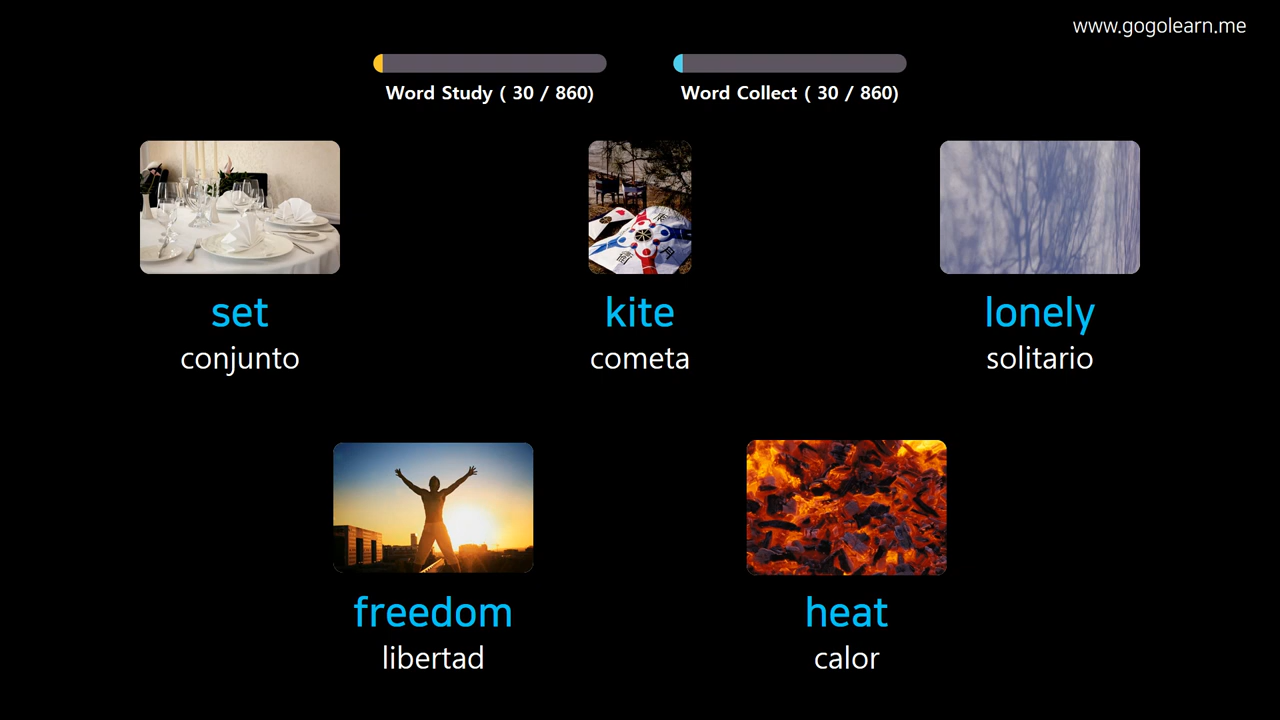 www.gogolearn.me
Word Study ( 30 / 860)
Word Collect ( 30 / 860)
set
conjunto
kite
cometa
lonely
solitario
freedom
libertad
heat
calor